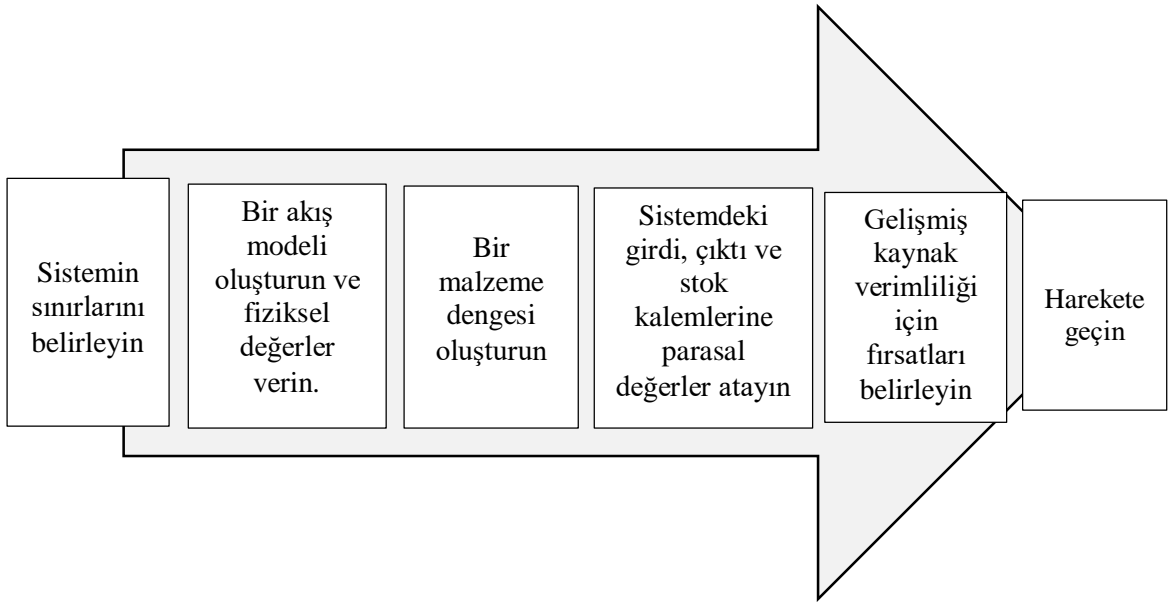 Sistemin
sınırlarını
belirleyin
Bir akış
modeli
oluşturun ve
fiziksel
değerler
verin.
Bir
malzeme
dengesi
oluşturun
Sistemdeki
girdi, çıktı ve
stok
kalemlerine
parasal
değerler atayın
Gelişmiş
kaynak
verimliliği
için
fırsatları
belirleyin
Harekete
geçin